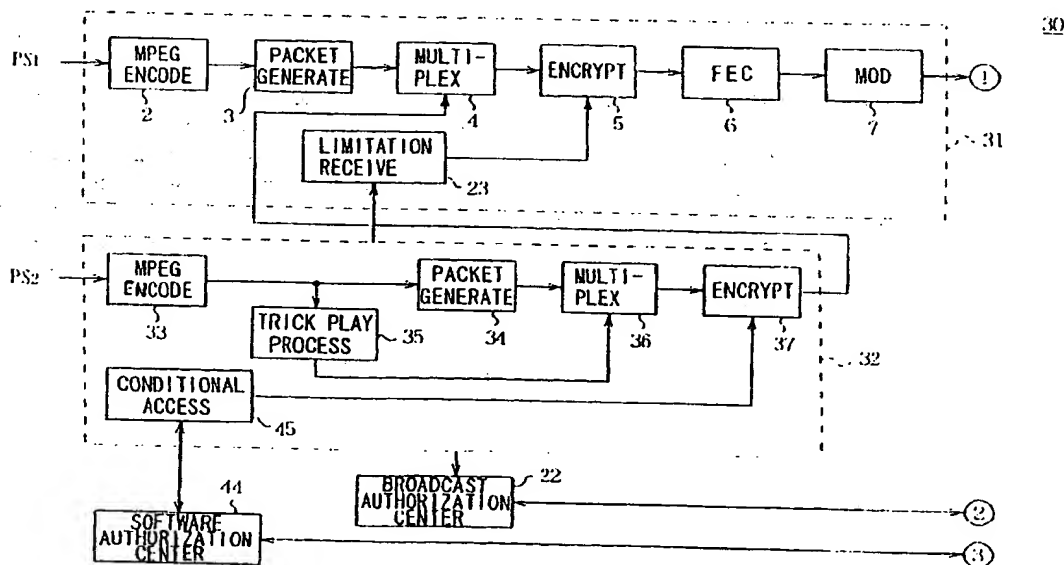 30
PS1
MPEG
ENCODE
2
PACKET
GENERATE
3
MULTI-
PLEX
4
ENCRYPT
5
FEC
6
MOD
7
1
LIMITATION
RECEIVE
23
31
PS2
MPEG
ENCODE
33
TRICK PLAY
PROCESS
35
PACKET
GENERATE
34
MULTI-
PLEX
36
ENCRYPT
37
32
CONDITIONAL
ACCESS
45
44
SOFTWARE
AUTHORIZATION
CENTER
22
BROADCAST
AUTHORIZATION
CENTER
2
3